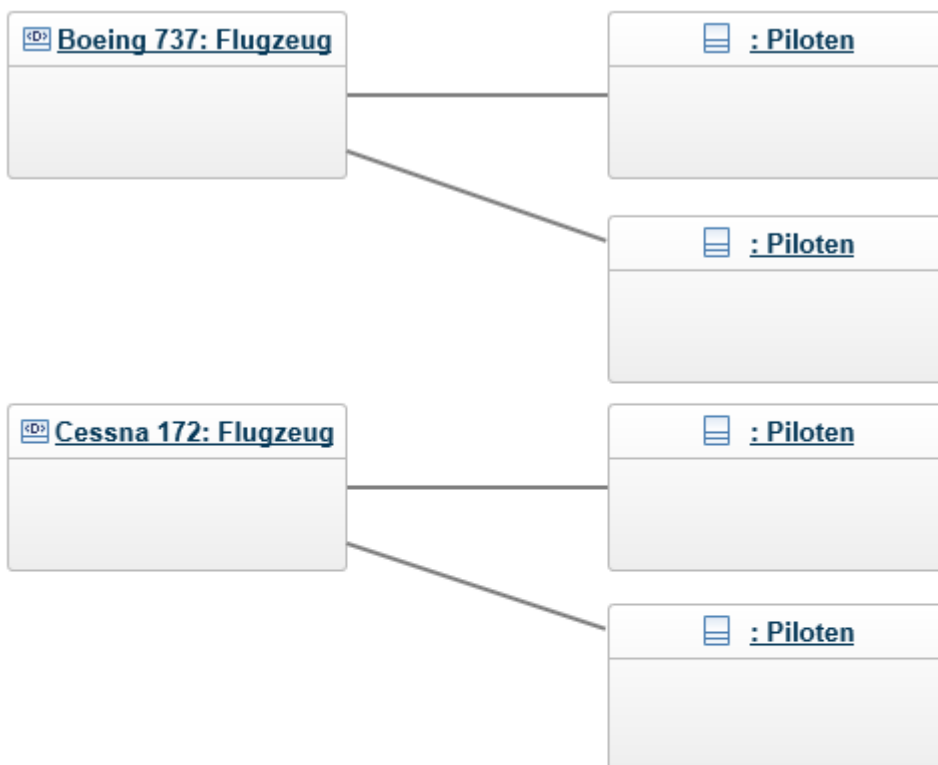 Boeing 737: Flugzeug
: Piloten
: Piloten
Cessna 172: Flugzeug
: Piloten
: Piloten